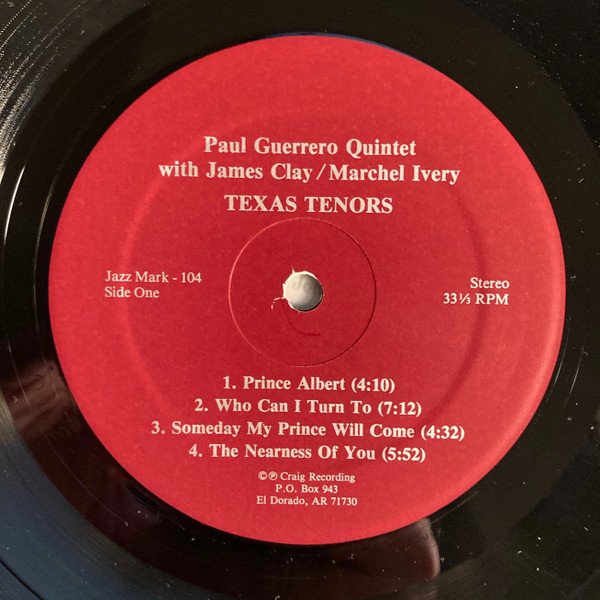 Paul Guerrero Quintet
with James Clay/Marchel Ivery
TEXAS TENORS
Jazz Mark - 104
Side One
Stereo
33⅓ RPM
1. Prince Albert (4:10)
2. Who Can I Turn To (7:12)
3. Someday My Prince Will Come (4:32)
4. The Nearness Of You (5:52)
©℗ Craig Recording
P.O. Box 943
El Dorado, AR 71730